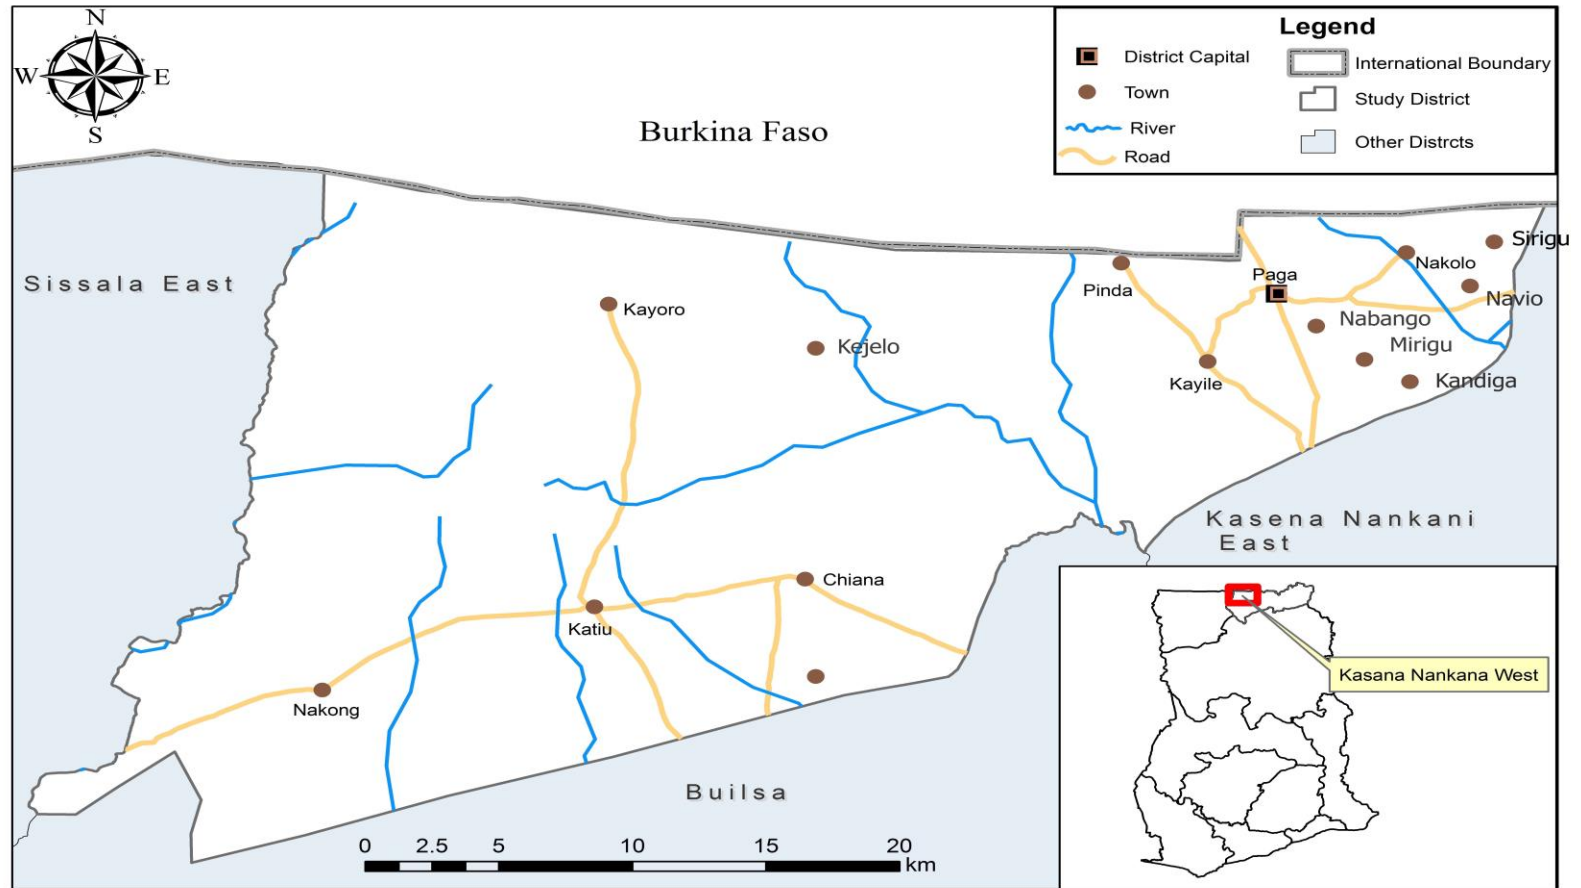 N
W
E
S
Burkina Faso
Legend
District Capital
International Boundary
Town
Study District
River
Other Distrcts
Road
Sissala East
Sirigu
Nakolo
Paga
Pinda
Navio
Kayoro
Nabango
Kejelo
Mirigu
Kayile
Kandiga
Kasena Nankani
East
Chiana
Katiu
Kasana Nankana West
Nakong
Builsa
0 2.5 5 10 15 20
km